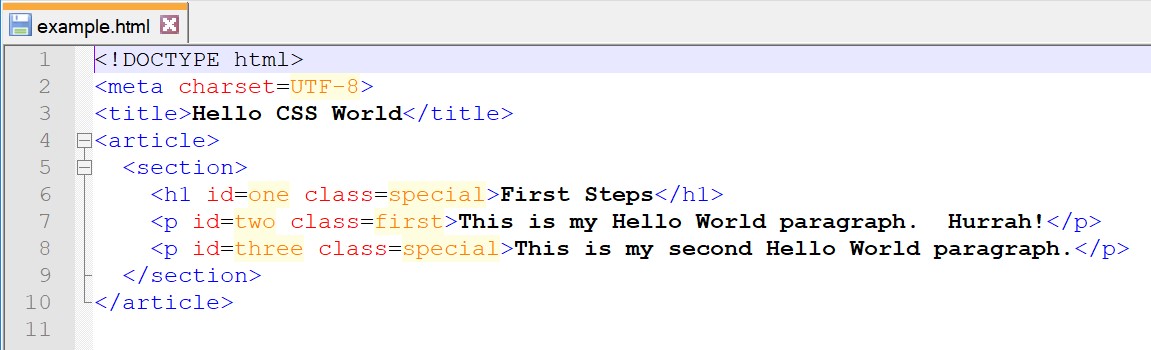 example.html
1 <!DOCTYPE html>
2 <meta charset=UTF-8>
3 <title>Hello CSS World</title>
4 <article>
5   <section>
6     <h1 id=one class=special>First Steps</h1>
7     <p id=two class=first>This is my Hello World paragraph.  Hurrah!</p>
8     <p id=three class=special>This is my second Hello World paragraph.</p>
9   </section>
10 </article>
11